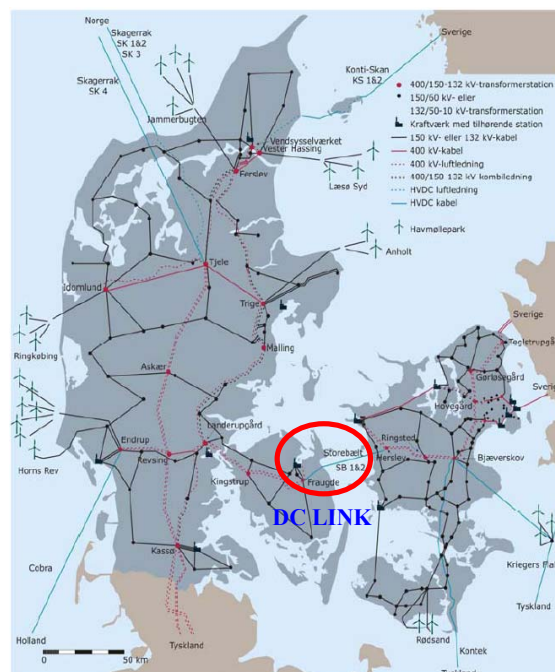 Norge
Skagerrak
SK 1&2
SK 3
Skagerrak
SK 4
Konti-Skan
KS 1&2
Sverige
400/150-132 kV-transformerstation
150/60 kV- eller
132/50-10 kV-transformerstation
Kraftværk med tilhørende station
150 kV- eller 132 kV-kabel
400 kV-kabel
400 kV-luftledning
400/150-132 kV kombiledning
HVDC luftledning
HVDC kabel
Havmøllepark
Jammerbugten
Vendsysselværket
Vester Hassing
Ferslev
Læsø Syd
Anholt
Tjele
Idomlund
Trige
Ringkøbing
Malling
Askær
Sverige
Teglstrupgård
Gørløsegård
Hovegård
Sveri
Landerupgård
Endrup
Revsing
Horns Rev
Kingstrup
Storebælt
SB 1&2
Fraugde
Ringsted
Herslev
Bjæverskov
DC LINK
Kassø
Cobra
Kriegers Fla
Tyskland
Rødsand
Holland
0
50 km
Tyskland
Kontek